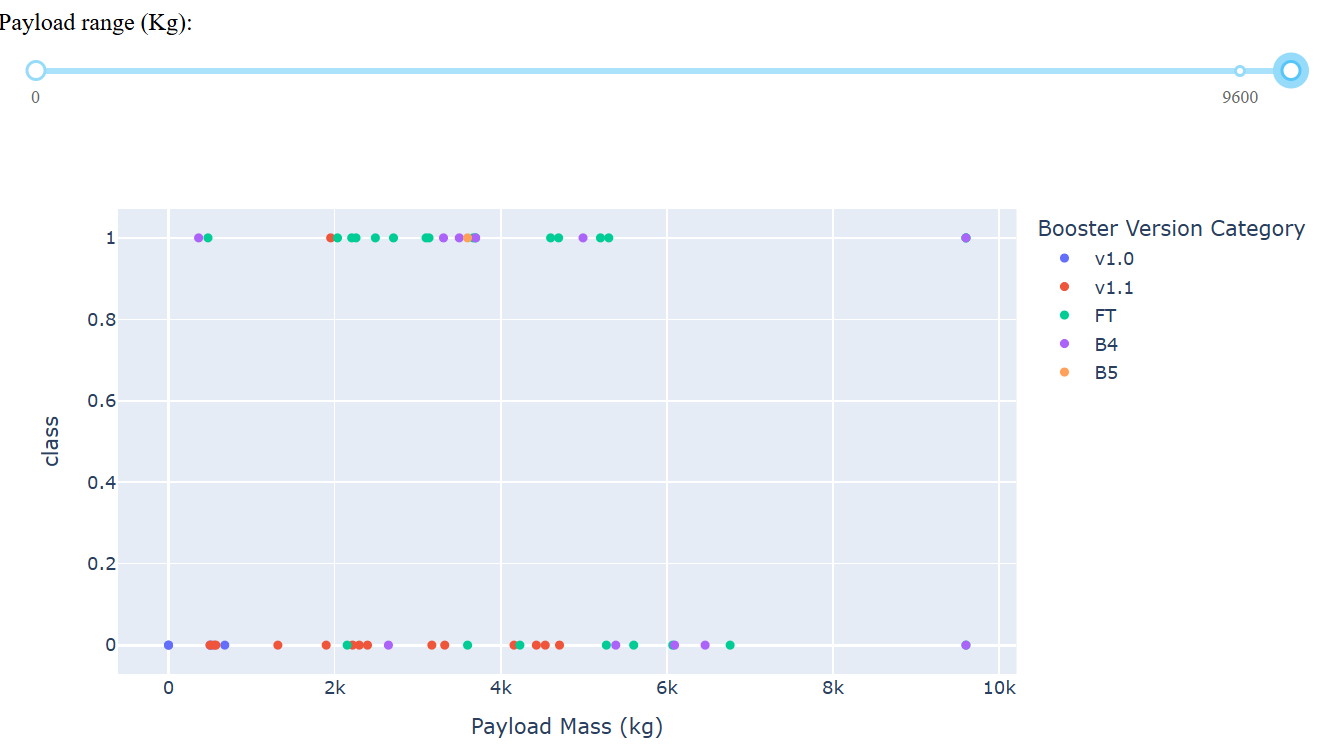 Payload range (Kg):
0
9600
Booster Version Category
v1.0
v1.1
FT
B4
B5
1
0.8
0.6
0.4
0.2
0
class
0
2k
4k
6k
8k
10k
Payload Mass (kg)